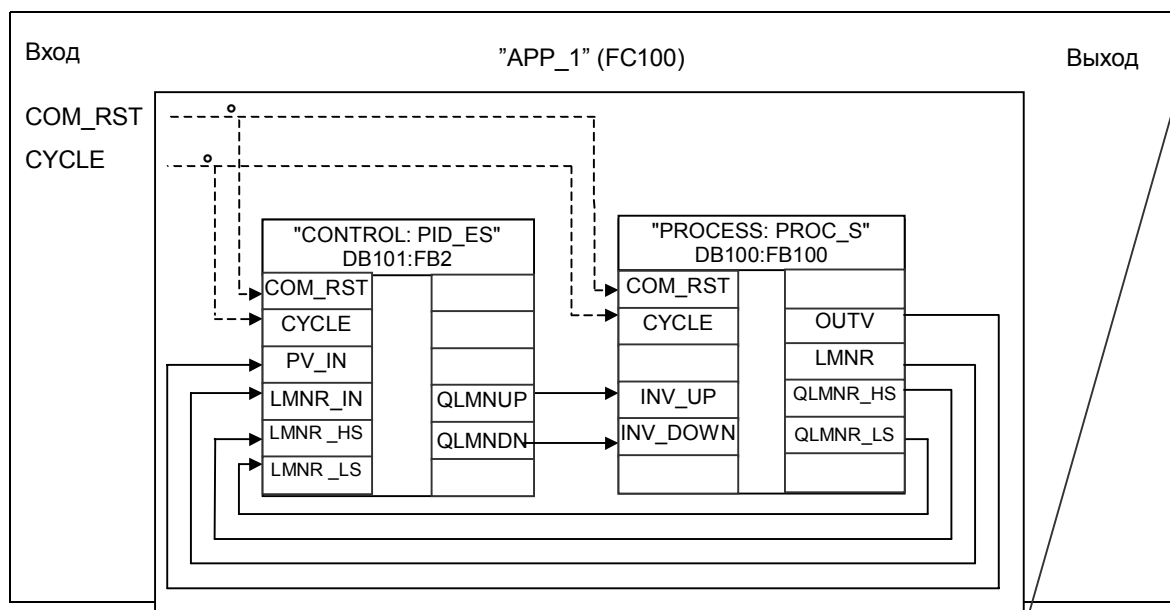 Вход
"APP_1" (FC100)
Выход
COM_RST
CYCLE
"CONTROL: PID_ES"
DB101:FB2
COM_RST
CYCLE
PV_IN
LMNR_IN
LMNR _HS
LMNR _LS
QLMNUP
QLMNDN
"PROCESS: PROC_S"
DB100:FB100
COM_RST
CYCLE
INV_UP
INV_DOWN
OUTV
LMNR
QLMNR_HS
QLMNR_LS